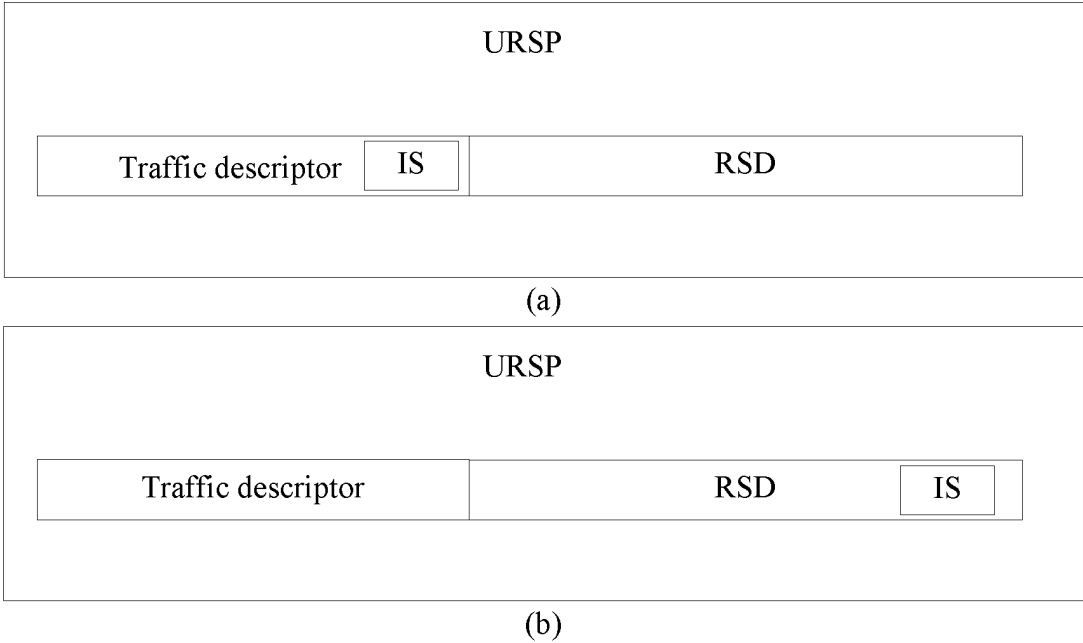 URSP
Traffic descriptor IS RSD
(a)
URSP
Traffic descriptor RSD IS
(b)